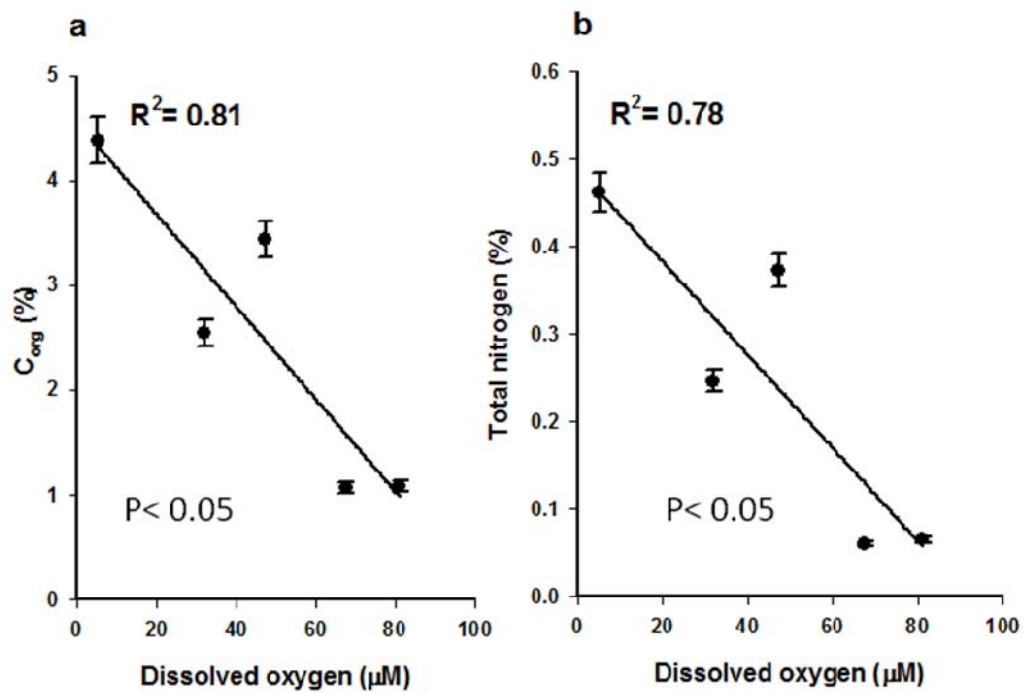 a
5
4
3
2
1
0
C_org (%)
R²= 0.81
P< 0.05
0 20 40 60 80 100
Dissolved oxygen (µM)
b
0.6
0.5
0.4
0.3
0.2
0.1
0.0
Total nitrogen (%)
R²= 0.78
P< 0.05
0 20 40 60 80 100
Dissolved oxygen (µM)